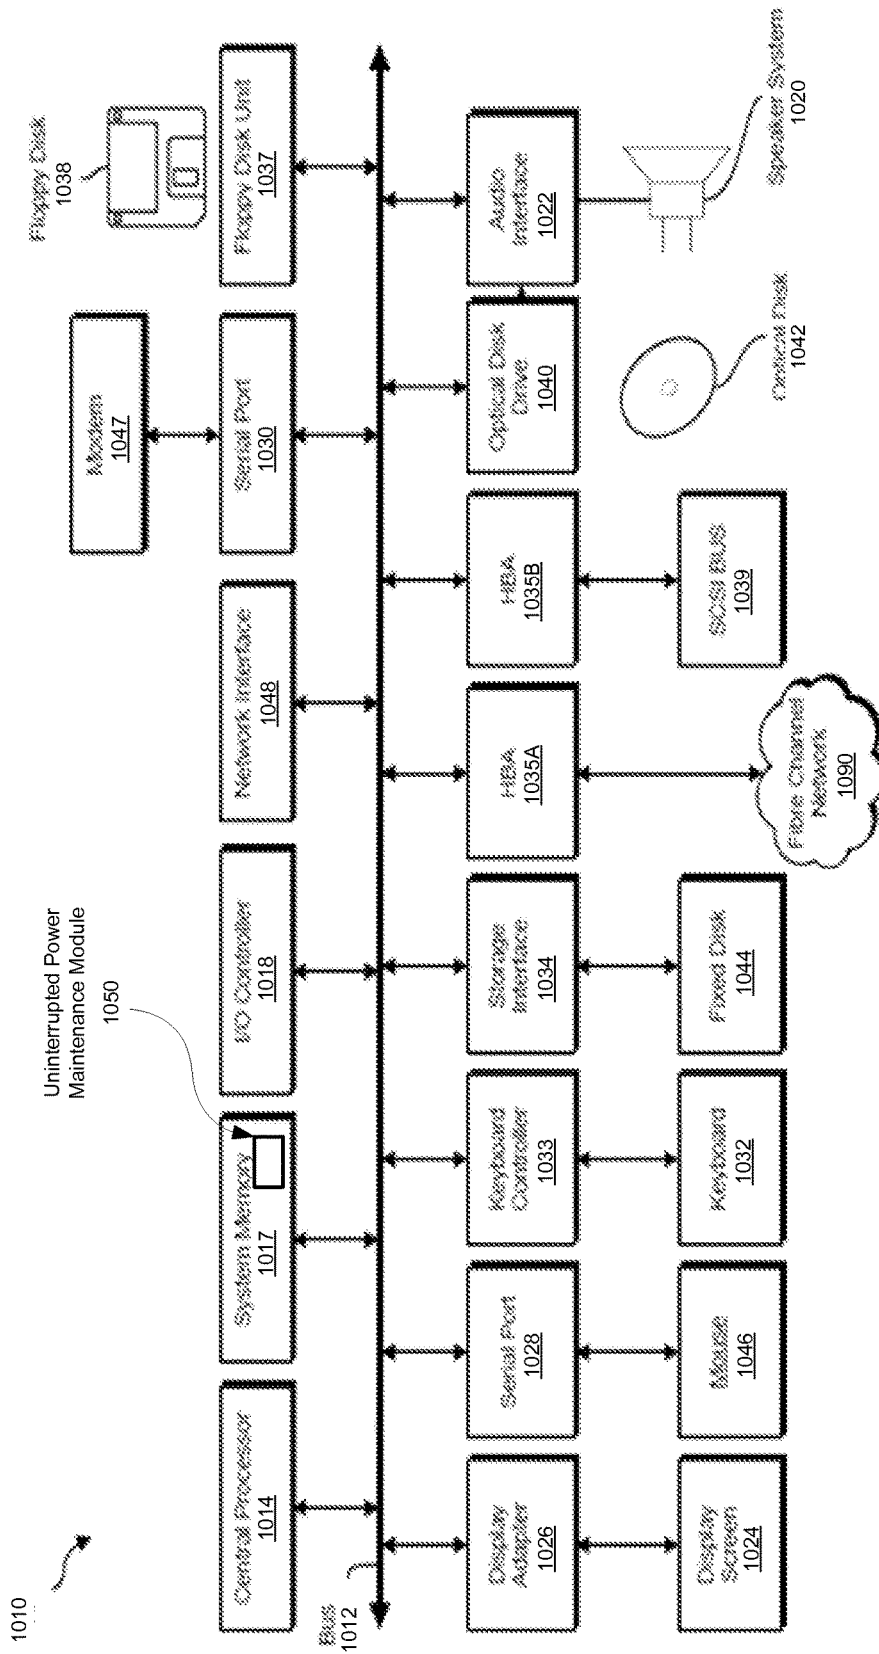 1010
Uninterrupted Power
Maintenance Module
1050
Floppy Disk
1038
Modem
1047
Central Processor
1014
System Memory
1017
I/O Controller
1018
Network Interface
1048
Serial Port
1030
Floppy Disk Unit
1037
Bus
1012
Display
Adapter
1026
Serial Port
1028
Keyboard
Controller
1033
Storage
Interface
1034
HBA
1035A
HBA
1035B
Optical Disk
Drive
1040
Audio
Interface
1022
Display
Screen
1024
Mouse
1046
Keyboard
1032
Fixed Disk
1044
Fibre Channel
Network
1090
SCSI BUS
1039
Optical Disk
1042
Speaker System
1020